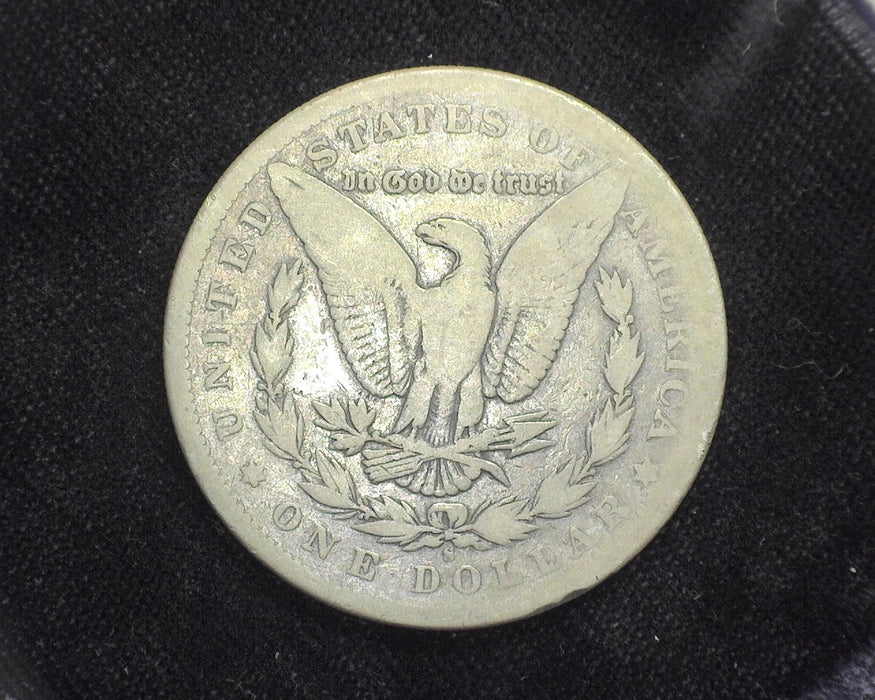 UNITED STATES OF AMERICA
In God we trust
S
ONE DOLLAR